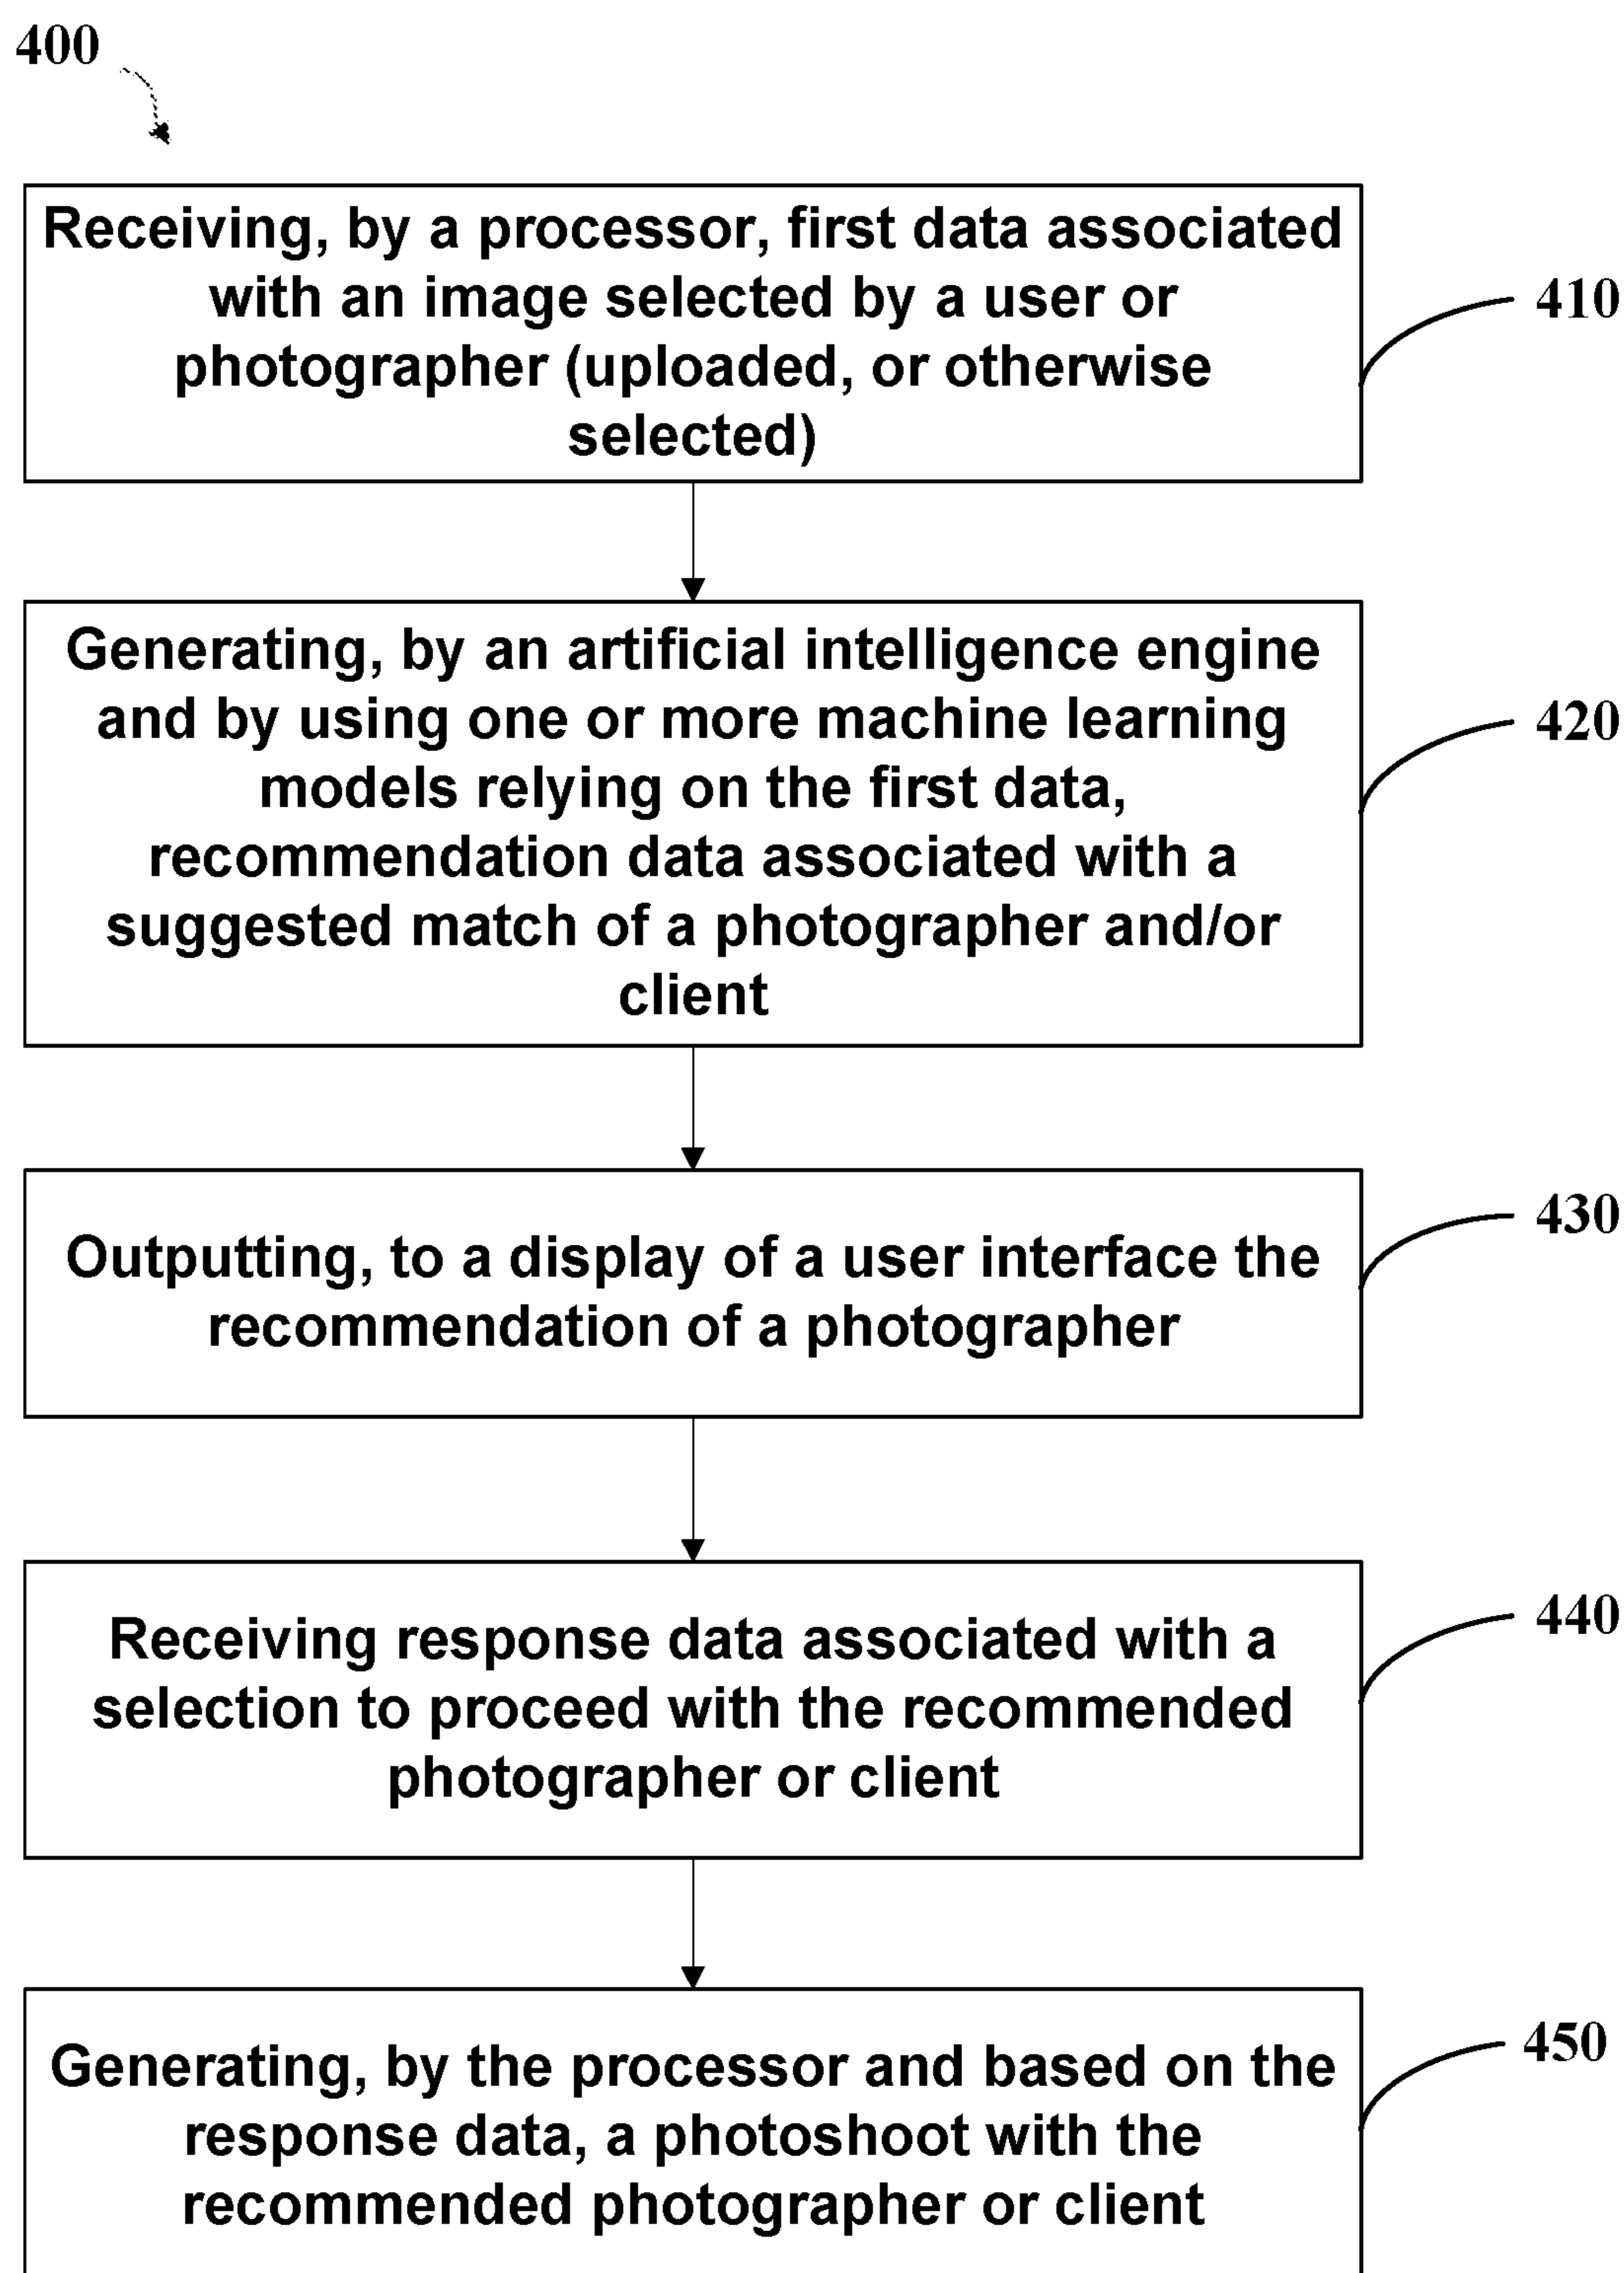 400
Receiving, by a processor, first data associated
with an image selected by a user or
photographer (uploaded, or otherwise
selected)
410
Generating, by an artificial intelligence engine
and by using one or more machine learning
models relying on the first data,
recommendation data associated with a
suggested match of a photographer and/or
client
420
Outputting, to a display of a user interface the
recommendation of a photographer
430
Receiving response data associated with a
selection to proceed with the recommended
photographer or client
440
Generating, by the processor and based on the
response data, a photoshoot with the
recommended photographer or client
450